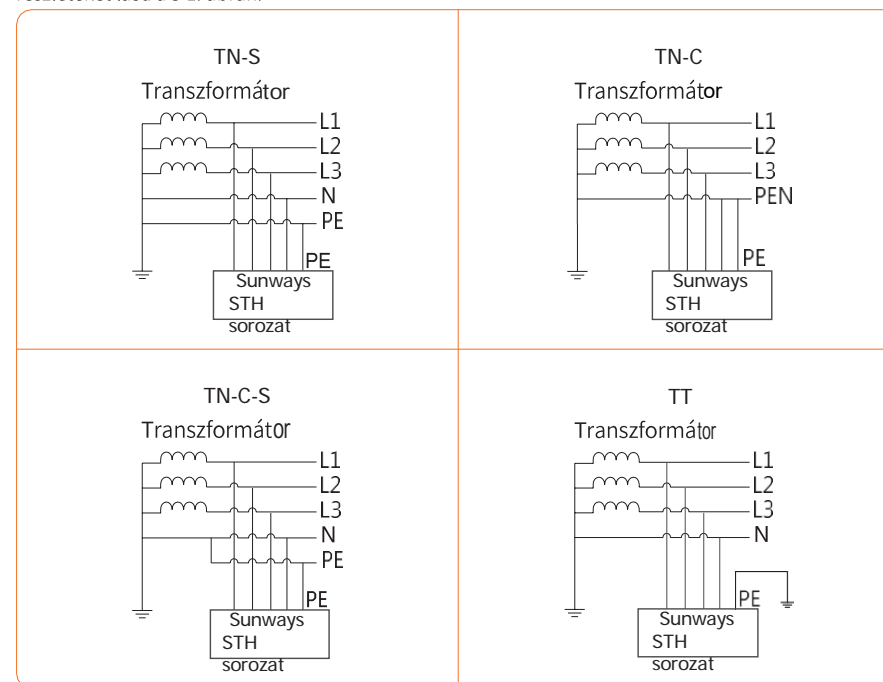 TN-S
Transzformátor
L1
L2
L3
N
PE
PE
Sunways
STH
sorozat
TN-C
Transzformátor
L1
L2
L3
PEN
PE
Sunways
STH
sorozat
TN-C-S
Transzformátor
L1
L2
L3
N
PE
PE
Sunways
STH
sorozat
TT
Transzformátor
L1
L2
L3
N
PE
Sunways
STH
sorozat